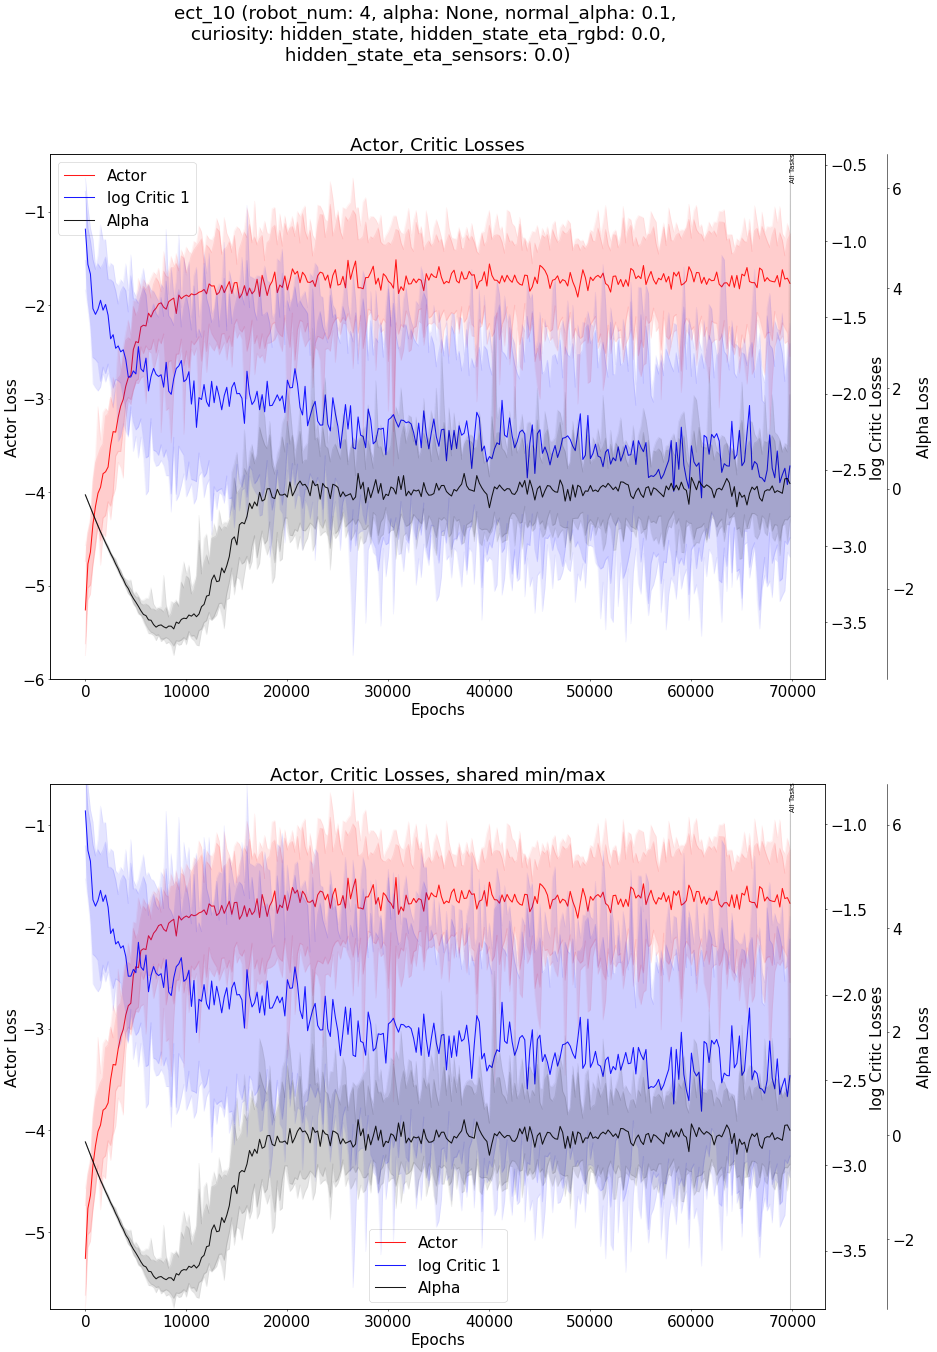 ect_10 (robot_num: 4, alpha: None, normal_alpha: 0.1,
curiosity: hidden_state, hidden_state_eta_rgbd: 0.0,
hidden_state_eta_sensors: 0.0)
Actor, Critic Losses
Actor
log Critic 1
Alpha
All Tasks
Actor Loss
−1
−2
−3
−4
−5
−6
0
10000
20000
30000
40000
50000
60000
70000
Epochs
−0.5
−1.0
−1.5
−2.0
−2.5
−3.0
−3.5
log Critic Losses
6
4
2
0
−2
Alpha Loss
Actor, Critic Losses, shared min/max
All Tasks
Actor
log Critic 1
Alpha
Actor Loss
−1
−2
−3
−4
−5
0
10000
20000
30000
40000
50000
60000
70000
Epochs
−1.0
−1.5
−2.0
−2.5
−3.0
−3.5
log Critic Losses
6
4
2
0
−2
Alpha Loss